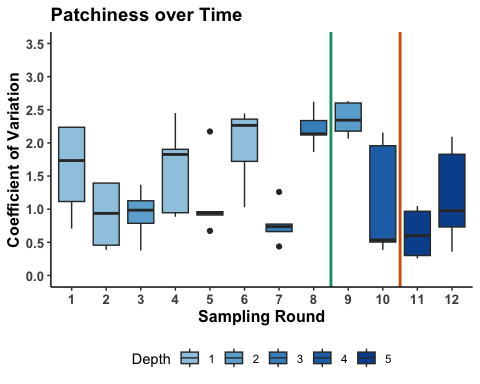 Patchiness over Time
Coefficient of Variation
3.5
3.0
2.5
2.0
1.5
1.0
0.5
0.0
1 2 3 4 5 6 7 8 9 10 11 12
Sampling Round
Depth 1 2 3 4 5